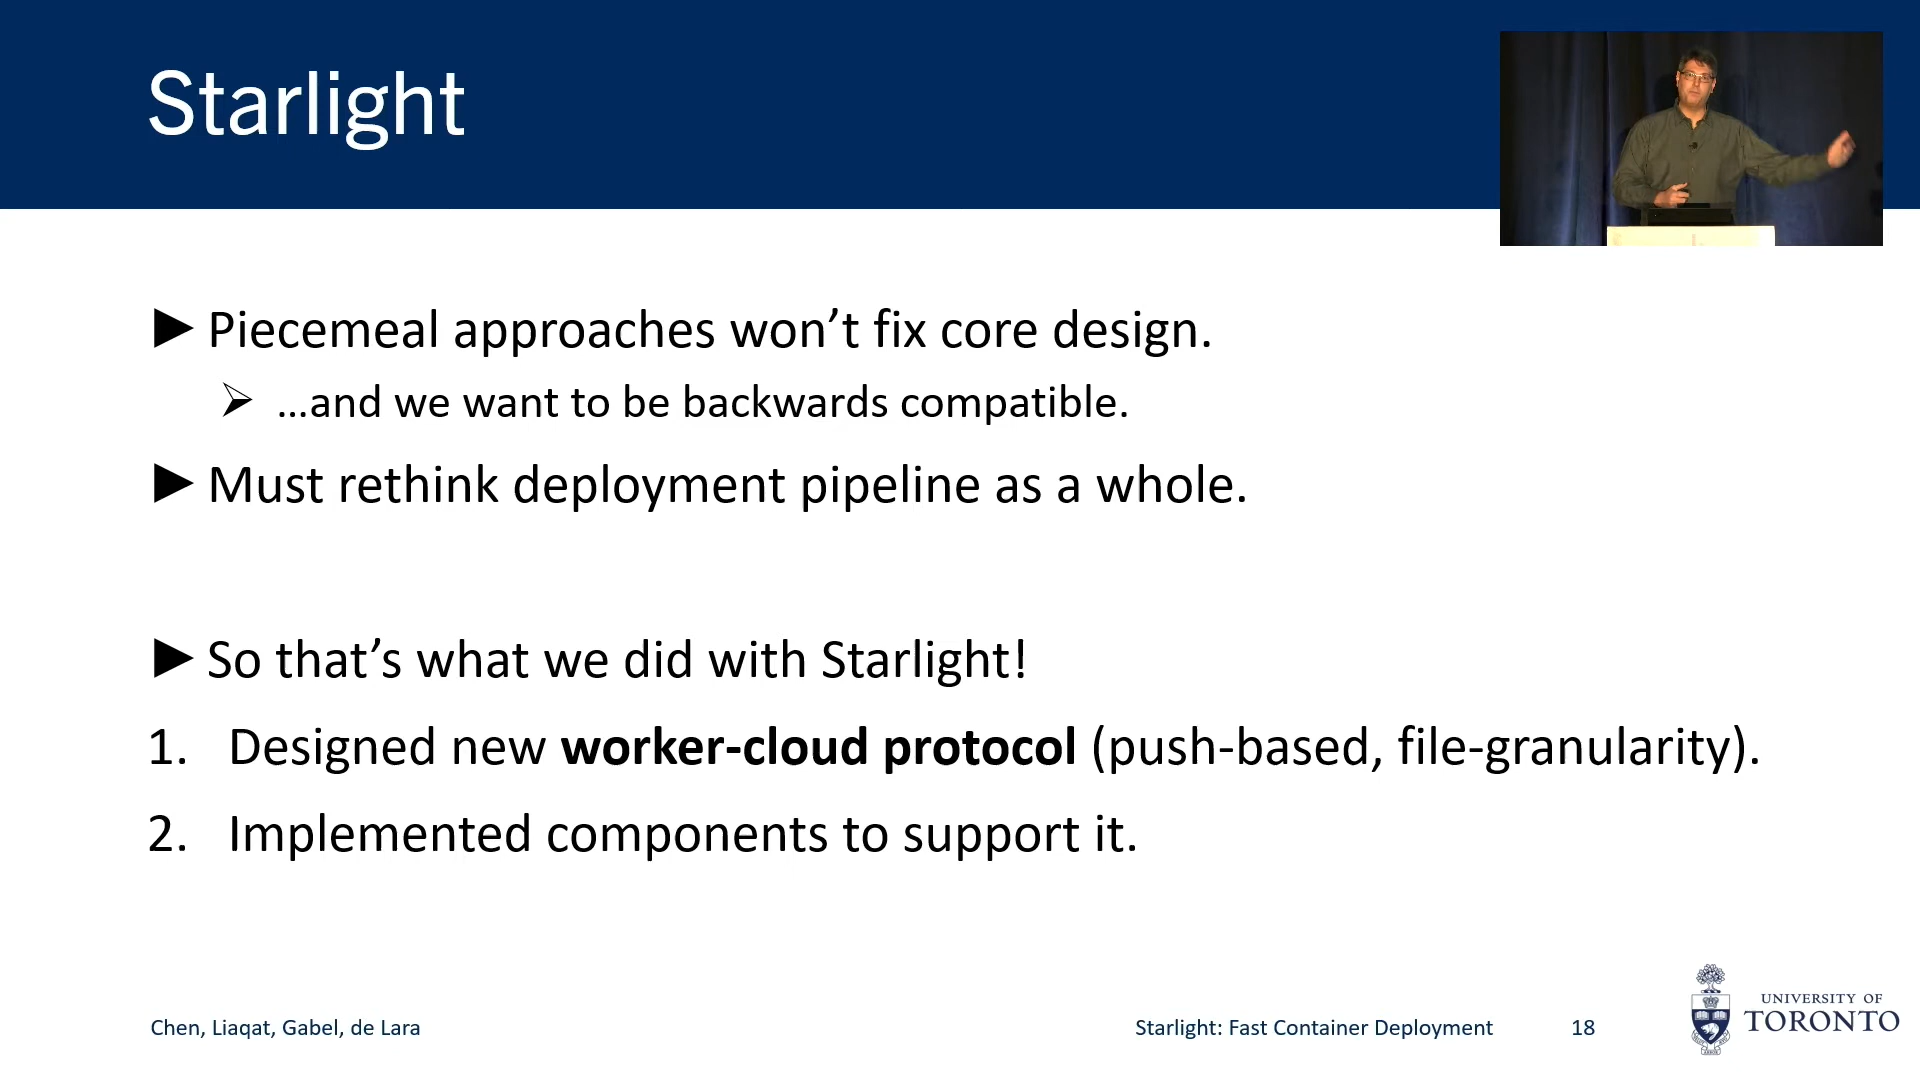 Starlight
Piecemeal approaches won’t fix core design.
…and we want to be backwards compatible.
Must rethink deployment pipeline as a whole.
So that’s what we did with Starlight!
1. Designed new worker-cloud protocol (push-based, file-granularity).
2. Implemented components to support it.
Chen, Liaqat, Gabel, de Lara
Starlight: Fast Container Deployment
18
UNIVERSITY OF
TORONTO